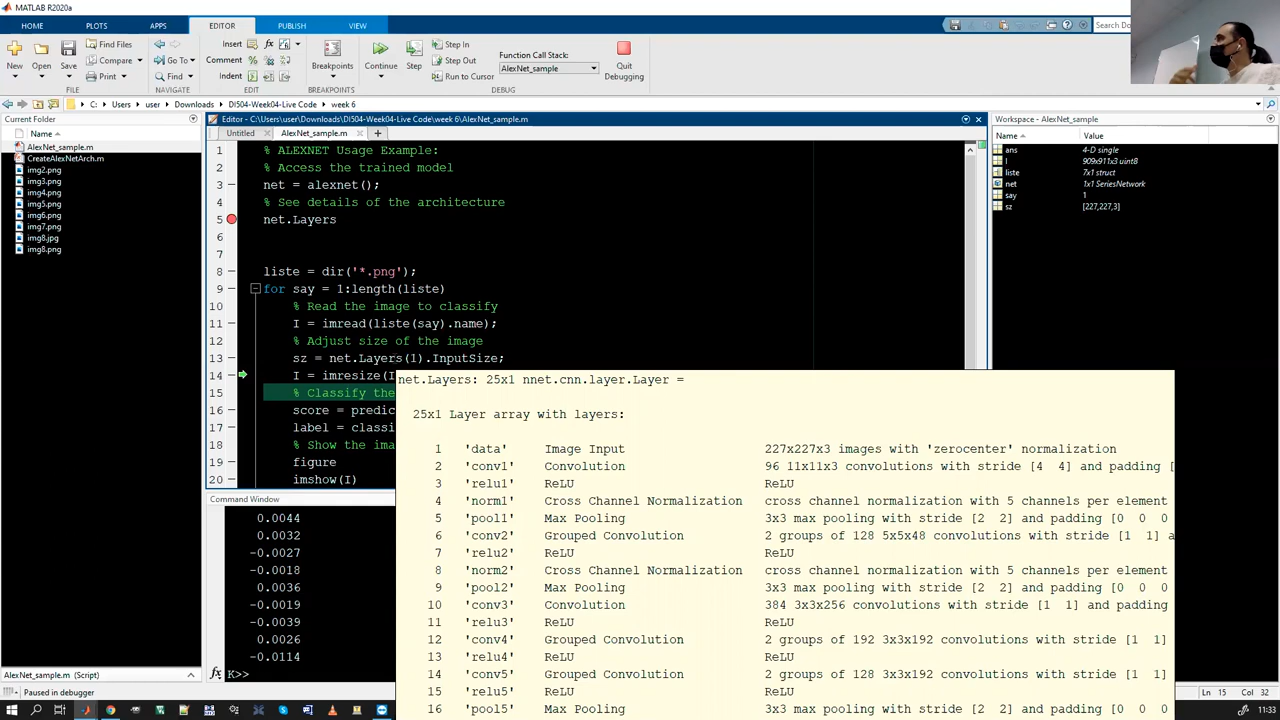 MATLAB R2020a
HOME PLOTS APPS EDITOR PUBLISH VIEW
Search Do
New Open Save Find Files Compare Print Go To Find Insert Comment Indent Breakpoints Continue Step Step In Step Out Run to Cursor Function Call Stack: AlexNet_sample Quit Debugging
FILE NAVIGATE EDIT BREAKPOINTS DEBUG
C: Users user Downloads DI504-Week04-Live Code week 6
Current Folder
Name
AlexNet_sample.m
CreateAlexNetArch.m
img2.png
img3.png
img4.png
img5.png
img6.png
img7.png
img8.jpg
img8.png
AlexNet_sample.m (Script)
Paused in debugger
Editor - C:\Users\user\Downloads\DI504-Week04-Live Code\week 6\AlexNet_sample.m
Untitled AlexNet_sample.m
1 % ALEXNET Usage Example:
2 % Access the trained model
3 net = alexnet();
4 % See details of the architecture
5 net.Layers
6
7
8 liste = dir('*.png');
9 for say = 1:length(liste)
10 % Read the image to classify
11 I = imread(liste(say).name);
12 % Adjust size of the image
13 sz = net.Layers(1).InputSize;
14 I = imresize(I
15 % Classify the
16 score = predic
17 label = classi
18 % Show the ima
19 figure
20 imshow(I)
net.Layers: 25x1 nnet.cnn.layer.Layer =
25x1 Layer array with layers:
1 'data' Image Input 227x227x3 images with 'zerocenter' normalization
2 'conv1' Convolution 96 11x11x3 convolutions with stride [4 4] and padding [
3 'relu1' ReLU ReLU
4 'norm1' Cross Channel Normalization cross channel normalization with 5 channels per element
5 'pool1' Max Pooling 3x3 max pooling with stride [2 2] and padding [0 0 0
6 'conv2' Grouped Convolution 2 groups of 128 5x5x48 convolutions with stride [1 1] a
7 'relu2' ReLU ReLU
8 'norm2' Cross Channel Normalization cross channel normalization with 5 channels per element
9 'pool2' Max Pooling 3x3 max pooling with stride [2 2] and padding [0 0 0
10 'conv3' Convolution 384 3x3x256 convolutions with stride [1 1] and padding
11 'relu3' ReLU ReLU
12 'conv4' Grouped Convolution 2 groups of 192 3x3x192 convolutions with stride [1 1]
13 'relu4' ReLU ReLU
14 'conv5' Grouped Convolution 2 groups of 128 3x3x192 convolutions with stride [1 1]
15 'relu5' ReLU ReLU
16 'pool5' Max Pooling 3x3 max pooling with stride [2 2] and padding [0 0 0
Command Window
0.0044
0.0032
-0.0027
-0.0018
0.0036
-0.0019
-0.0039
0.0026
-0.0114
fx K>>
Workspace - AlexNet_sample
Name Value
ans 4-D single
I 909x911x3 uint8
liste 7x1 struct
net 1x1 SeriesNetwork
say 1
sz [227,227,3]
Ln 15 Col 32
11:33